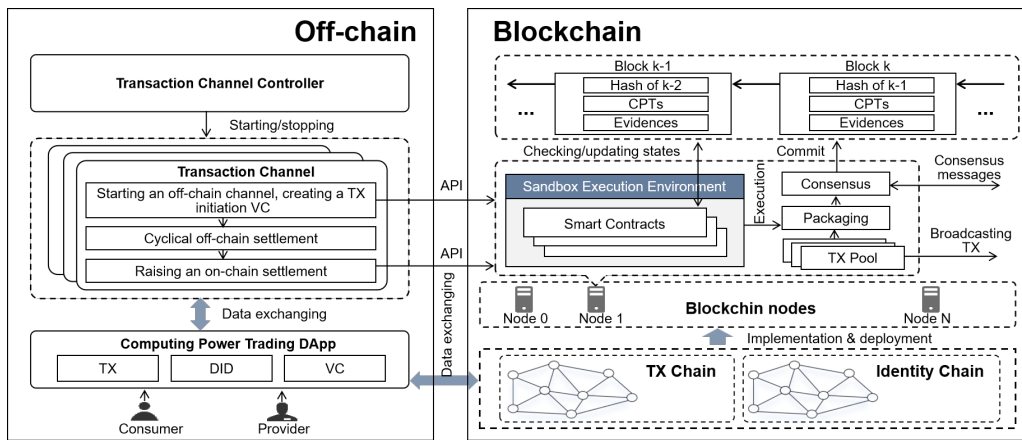 Off-chain
Transaction Channel Controller
Starting/stopping
Transaction Channel
Starting an off-chain channel, creating a TX
initiation VC
Cyclical off-chain settlement
Raising an on-chain settlement
Data exchanging
Computing Power Trading DApp
TX
DID
VC
Consumer
Provider
API
API
Data exchanging
Blockchain
Block k-1
Hash of k-2
CPTs
Evidences
Block k
Hash of k-1
CPTs
Evidences
...
...
Checking/updating states
Commit
Sandbox Execution Environment
Smart Contracts
Execution
Consensus
Packaging
TX Pool
Consensus
messages
Broadcasting
TX
Node 0
Node 1
Blockchin nodes
Node N
Implementation & deployment
TX Chain
Identity Chain